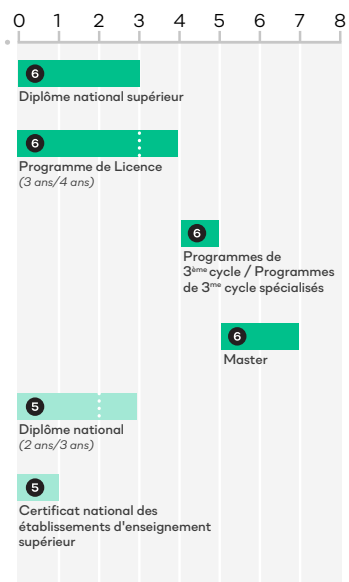 0 1 2 3 4 5 6 7 8
6
Diplôme national supérieur
6
Programme de Licence
(3 ans/4 ans)
6
Programmes de
3ème cycle / Programmes
de 3me cycle spécialisés
6
Master
5
Diplôme national
(2 ans/3 ans)
5
Certificat national des
établissements d'enseignement
supérieur